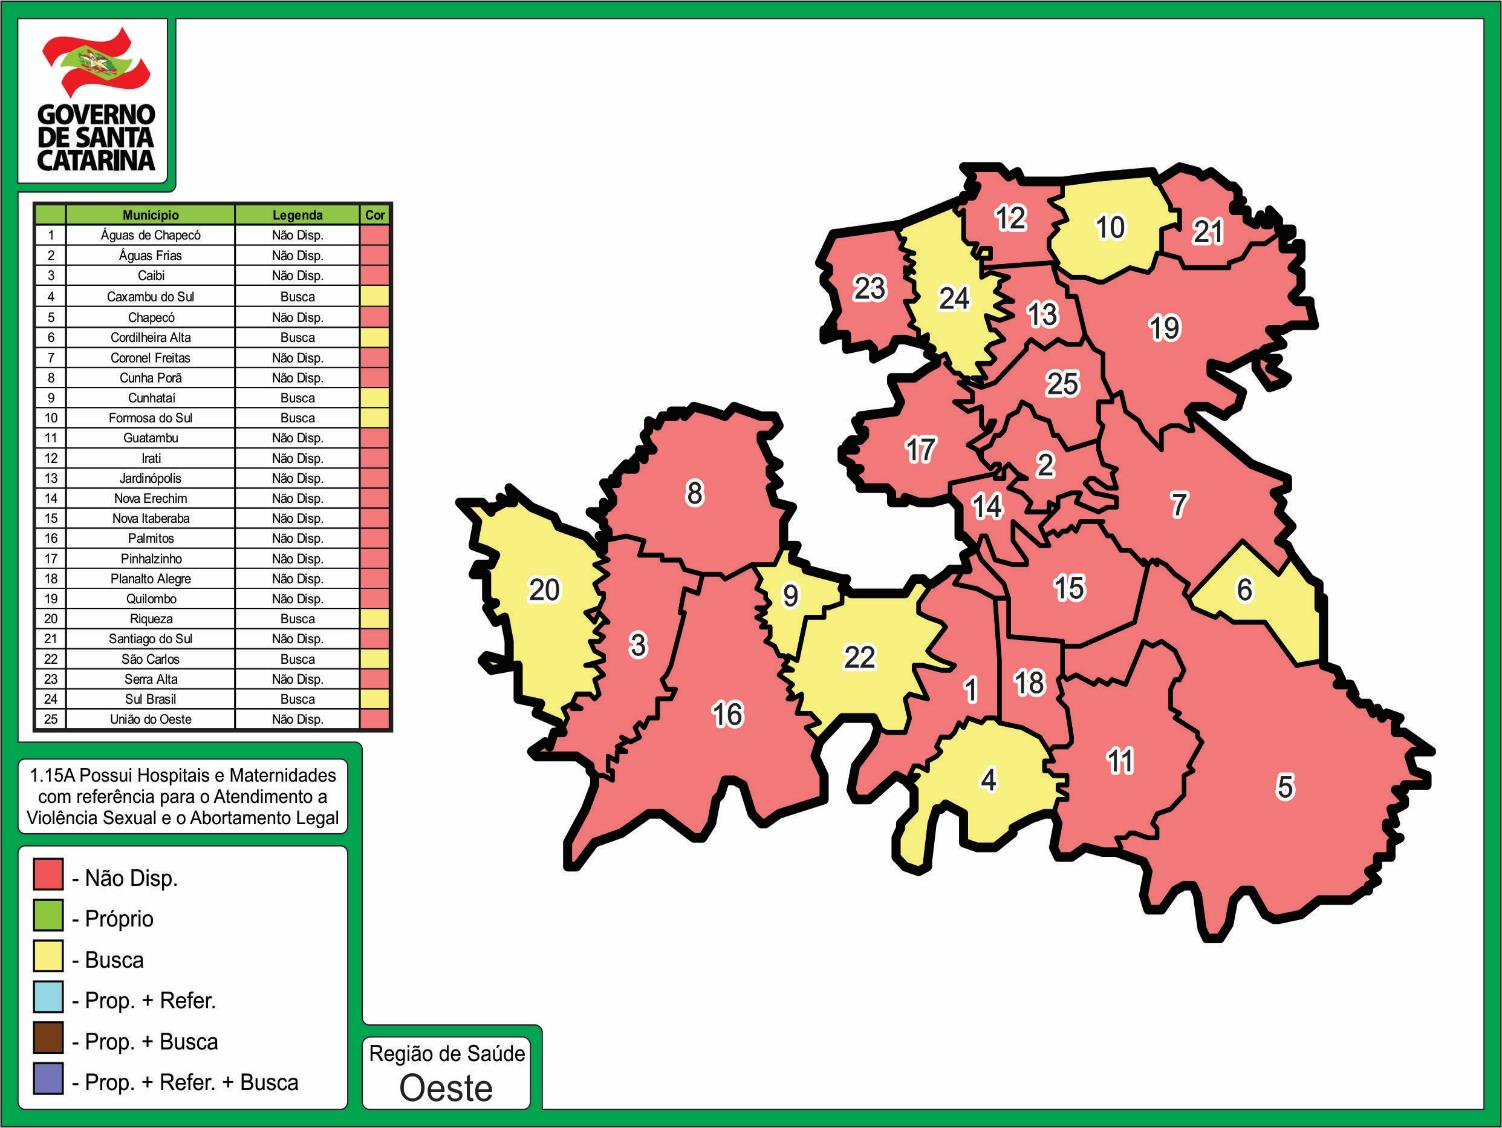 GOVERNO
DE SANTA
CATARINA
Município Legenda Cor
1 Águas de Chapecó Não Disp.
2 Águas Frias Não Disp.
3 Caibi Não Disp.
4 Caxambu do Sul Busca
5 Chapecó Não Disp.
6 Cordilheira Alta Busca
7 Coronel Freitas Não Disp.
8 Cunha Porã Não Disp.
9 Cunhataí Busca
10 Formosa do Sul Busca
11 Guatambu Não Disp.
12 Irati Não Disp.
13 Jardinópolis Não Disp.
14 Nova Erechim Não Disp.
15 Nova Itaberaba Não Disp.
16 Palmitos Não Disp.
17 Pinhalzinho Não Disp.
18 Planalto Alegre Não Disp.
19 Quilombo Não Disp.
20 Riqueza Busca
21 Santiago do Sul Não Disp.
22 São Carlos Busca
23 Serra Alta Não Disp.
24 Sul Brasil Busca
25 União do Oeste Não Disp.
1.15A Possui Hospitais e Maternidades
com referência para o Atendimento a
Violência Sexual e o Abortamento Legal
- Não Disp.
- Próprio
- Busca
- Prop. + Refer.
- Prop. + Busca
- Prop. + Refer. + Busca
Região de Saúde
Oeste
12
10
21
23
24
13
19
25
17
2
14
7
8
20
9
15
6
3
22
1
18
16
11
4
5